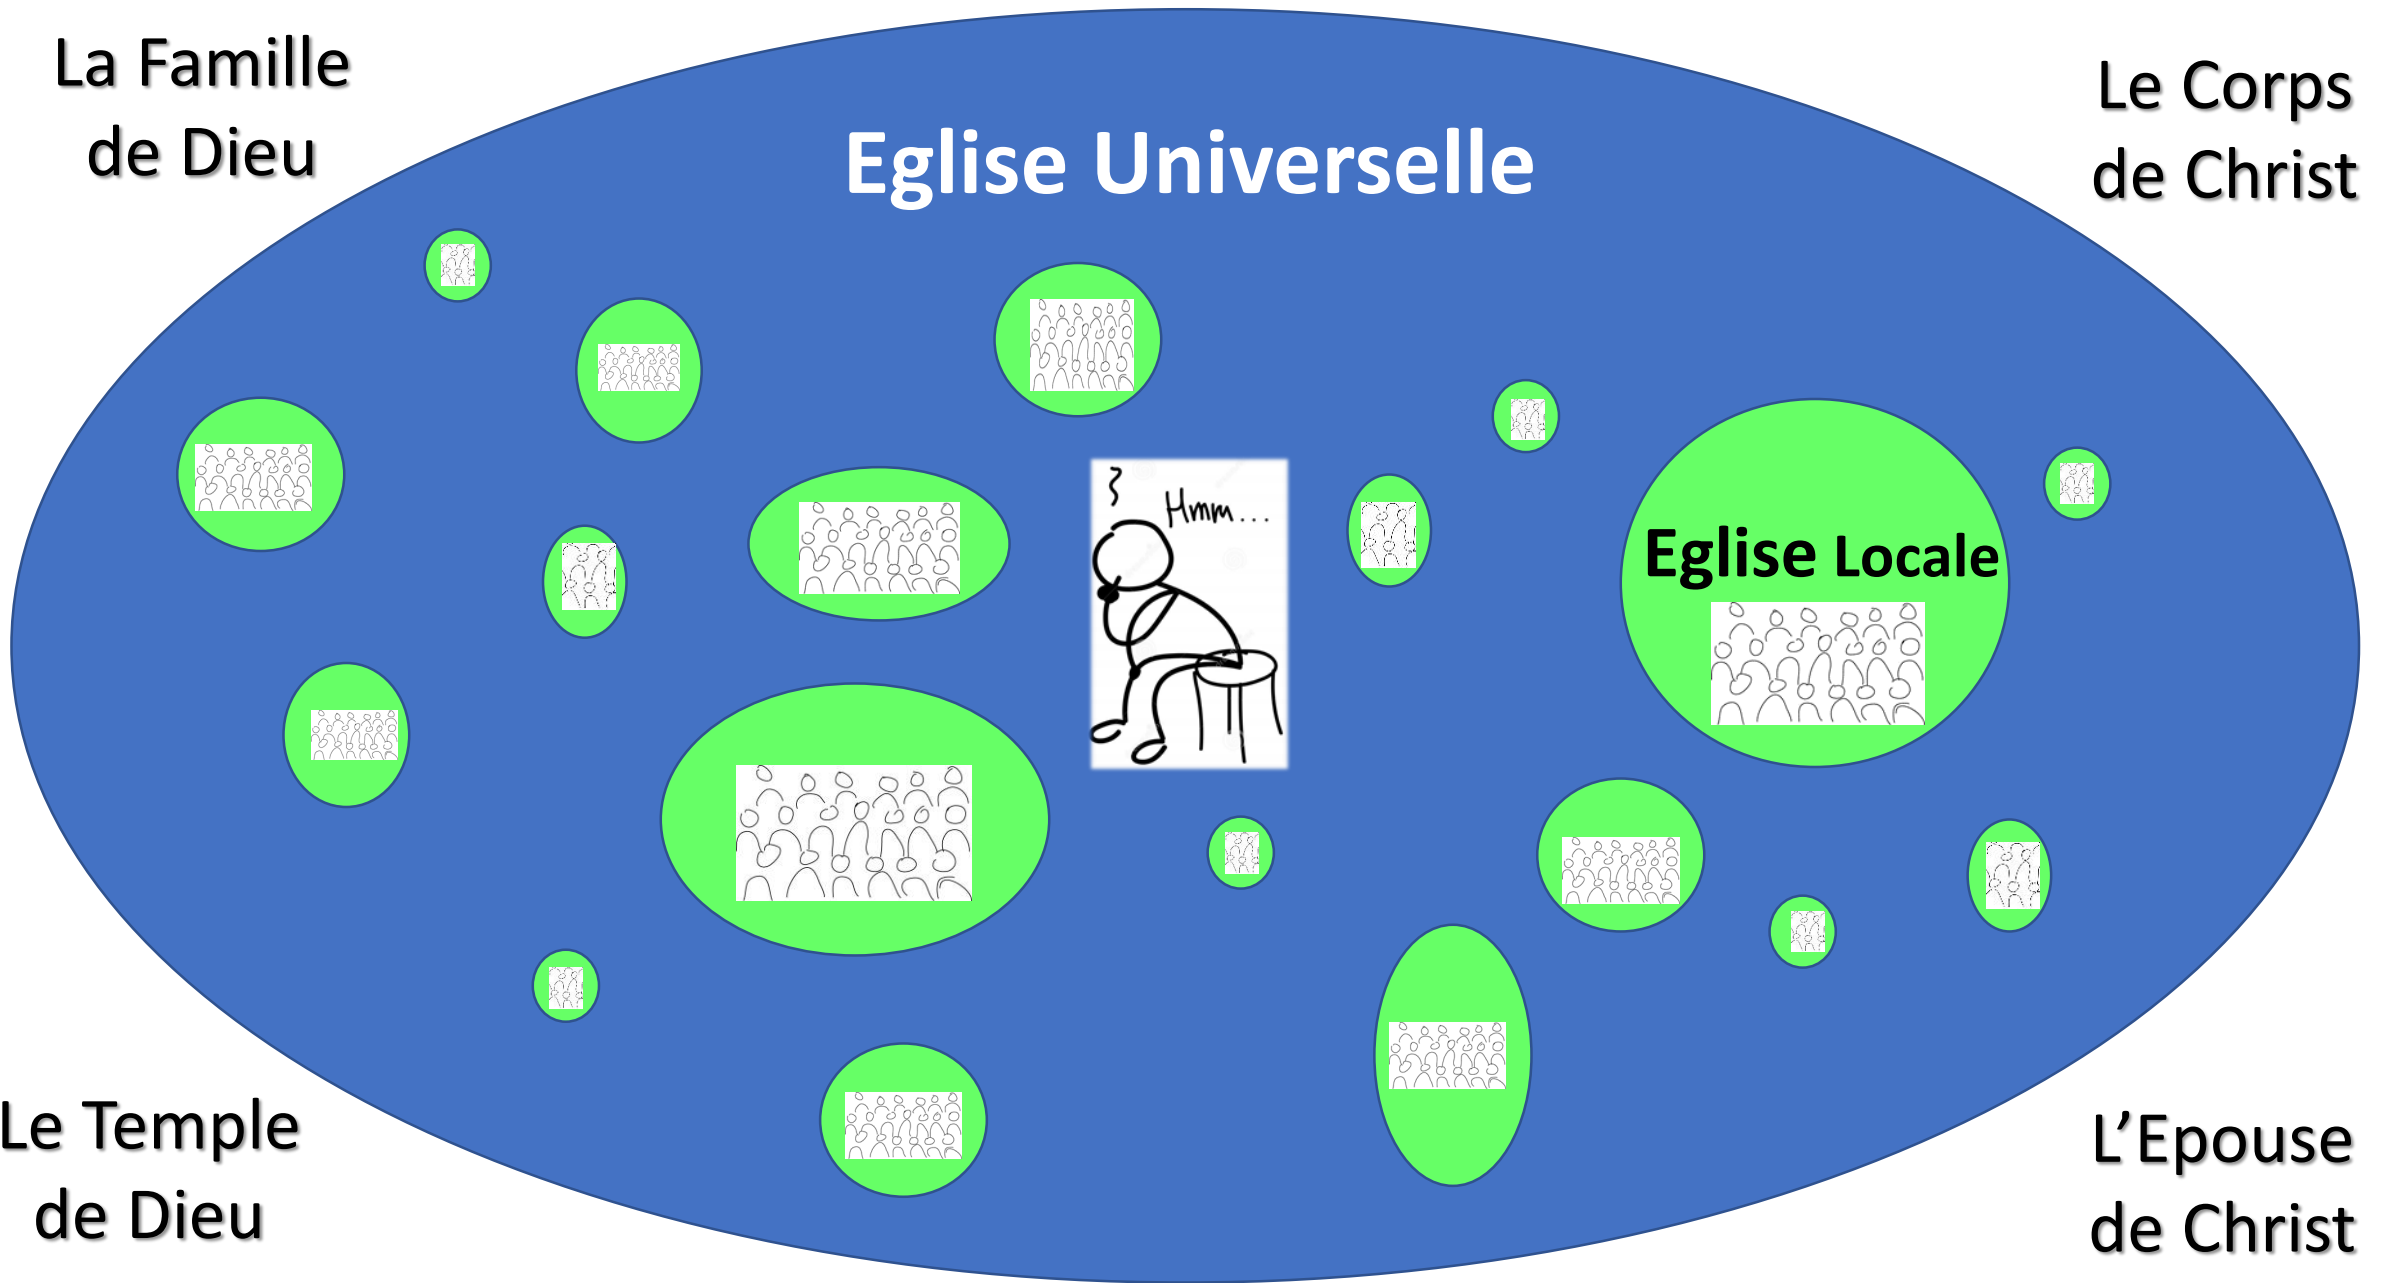 La Famille
de Dieu
Le Corps
de Christ
Eglise Universelle
Hmm...
Eglise Locale
Le Temple
de Dieu
L’Epouse
de Christ